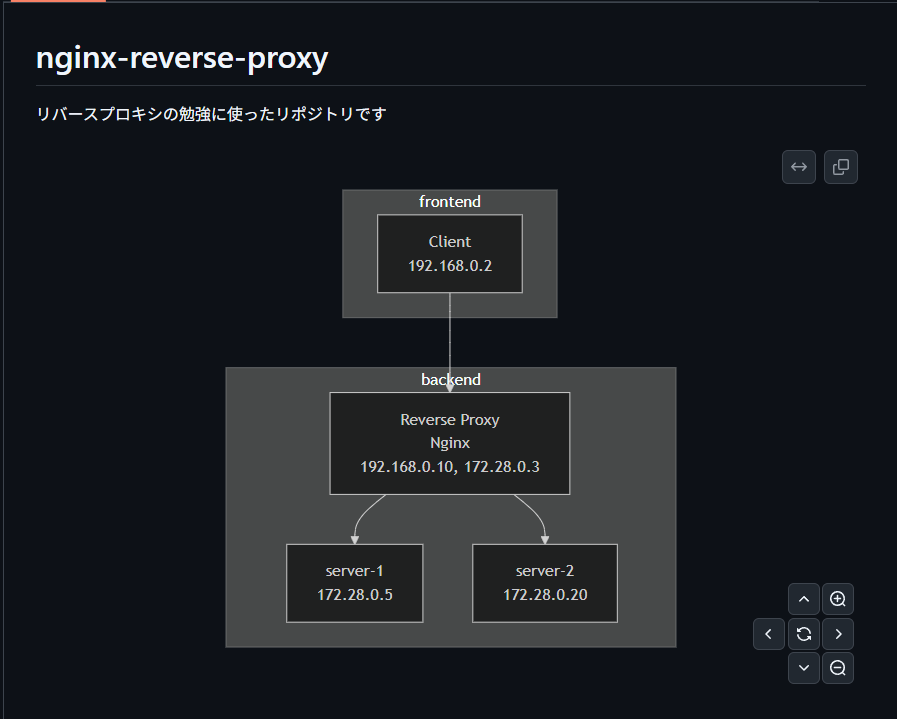 nginx-reverse-proxy
リバースプロキシの勉強に使ったリポジトリです
frontend
Client
192.168.0.2
backend
Reverse Proxy
Nginx
192.168.0.10, 172.28.0.3
server-1
172.28.0.5
server-2
172.28.0.20